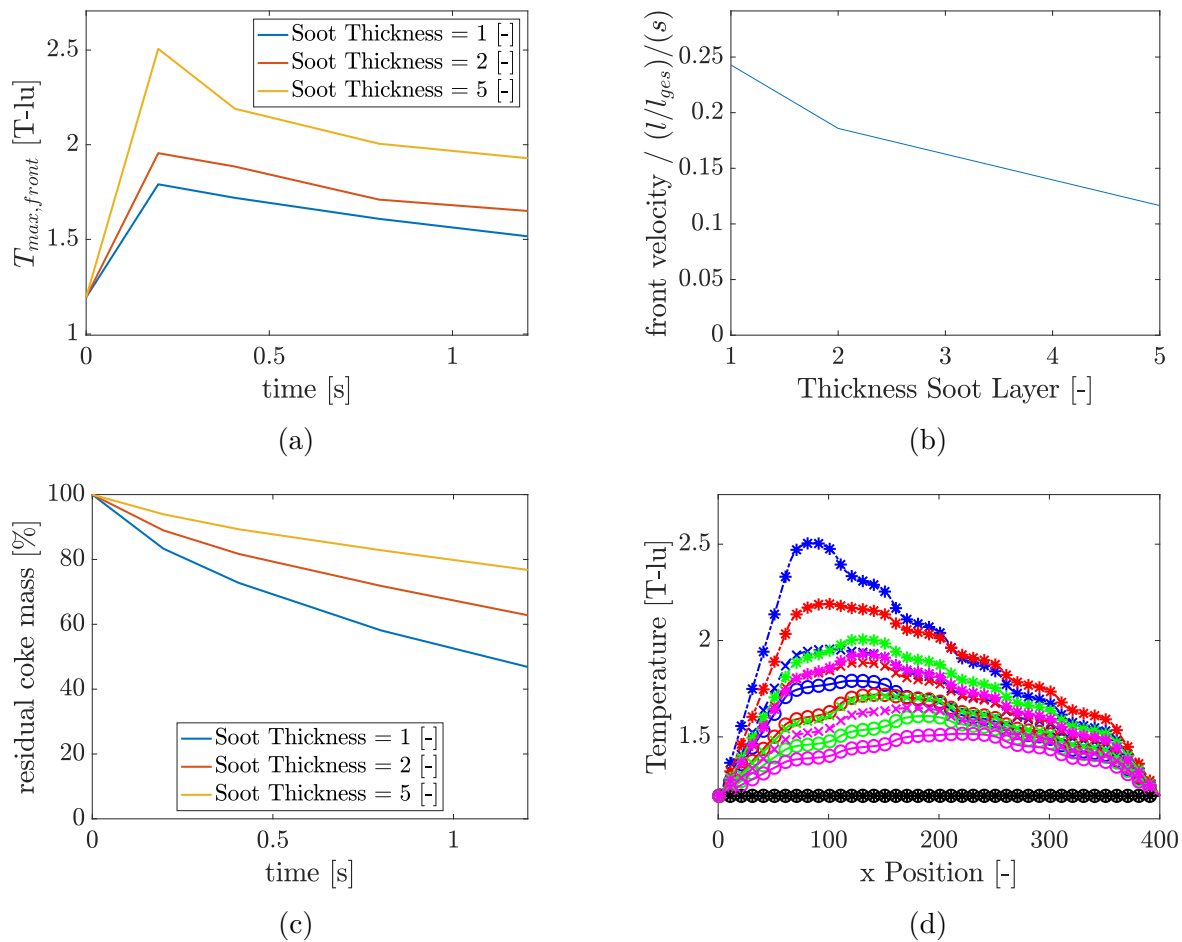 Soot Thickness = 1 [-]
Soot Thickness = 2 [-]
Soot Thickness = 5 [-]
2.5
2
1.5
1
T_{max,front} [T-lu]
0
0.5
1
time [s]
(a)
0.25
0.2
0.15
0.1
0.05
0
front velocity / (l/l_{ges})/(s)
1
2
3
4
5
Thickness Soot Layer [-]
(b)
100
80
60
40
20
0
residual coke mass [%]
Soot Thickness = 1 [-]
Soot Thickness = 2 [-]
Soot Thickness = 5 [-]
0
0.5
1
time [s]
(c)
2.5
2
1.5
Temperature [T-lu]
0
100
200
300
400
x Position [-]
(d)